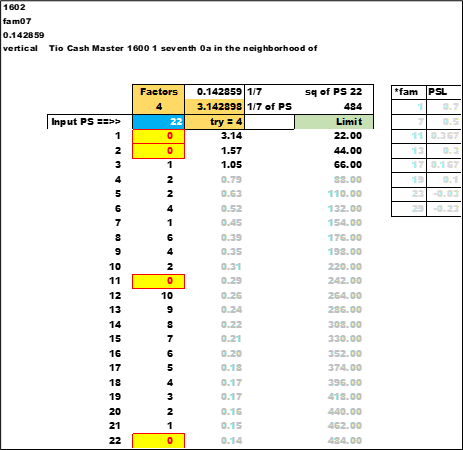 1602
fam07
0.142859
vertical Tio Cash Master 1600 1 seventh 0a in the neighborhood of
Factors 0.142859 1/7 sq of PS 22 *fam PSL
4 3.142898 1/7 of PS 484 1 0.7
Input PS ==>> 22 try = 4 Limit 7 0.5
1 0 3.14 22.00 11 0.367
2 0 1.57 44.00 13 0.3
3 1 1.05 66.00 17 0.167
4 2 0.79 88.00 19 0.1
5 2 0.63 110.00 23 -0.03
6 4 0.52 132.00 29 -0.23
7 1 0.45 154.00
8 6 0.39 176.00
9 4 0.35 198.00
10 2 0.31 220.00
11 0 0.29 242.00
12 10 0.26 264.00
13 9 0.24 286.00
14 8 0.22 308.00
15 7 0.21 330.00
16 6 0.20 352.00
17 5 0.18 374.00
18 4 0.17 396.00
19 3 0.17 418.00
20 2 0.16 440.00
21 1 0.15 462.00
22 0 0.14 484.00